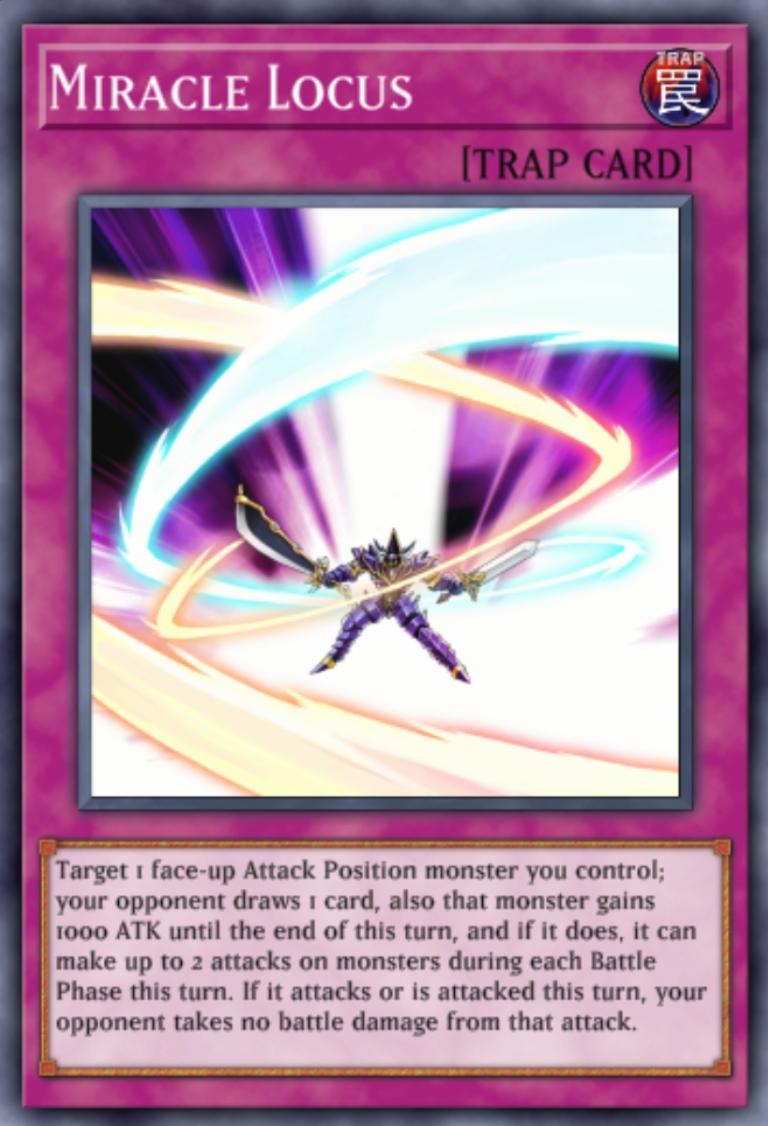 Miracle Locus
TRAP
罠
[TRAP CARD]
Target 1 face-up Attack Position monster you control;
your opponent draws 1 card, also that monster gains
1000 ATK until the end of this turn, and if it does, it can
make up to 2 attacks on monsters during each Battle
Phase this turn. If it attacks or is attacked this turn, your
opponent takes no battle damage from that attack.